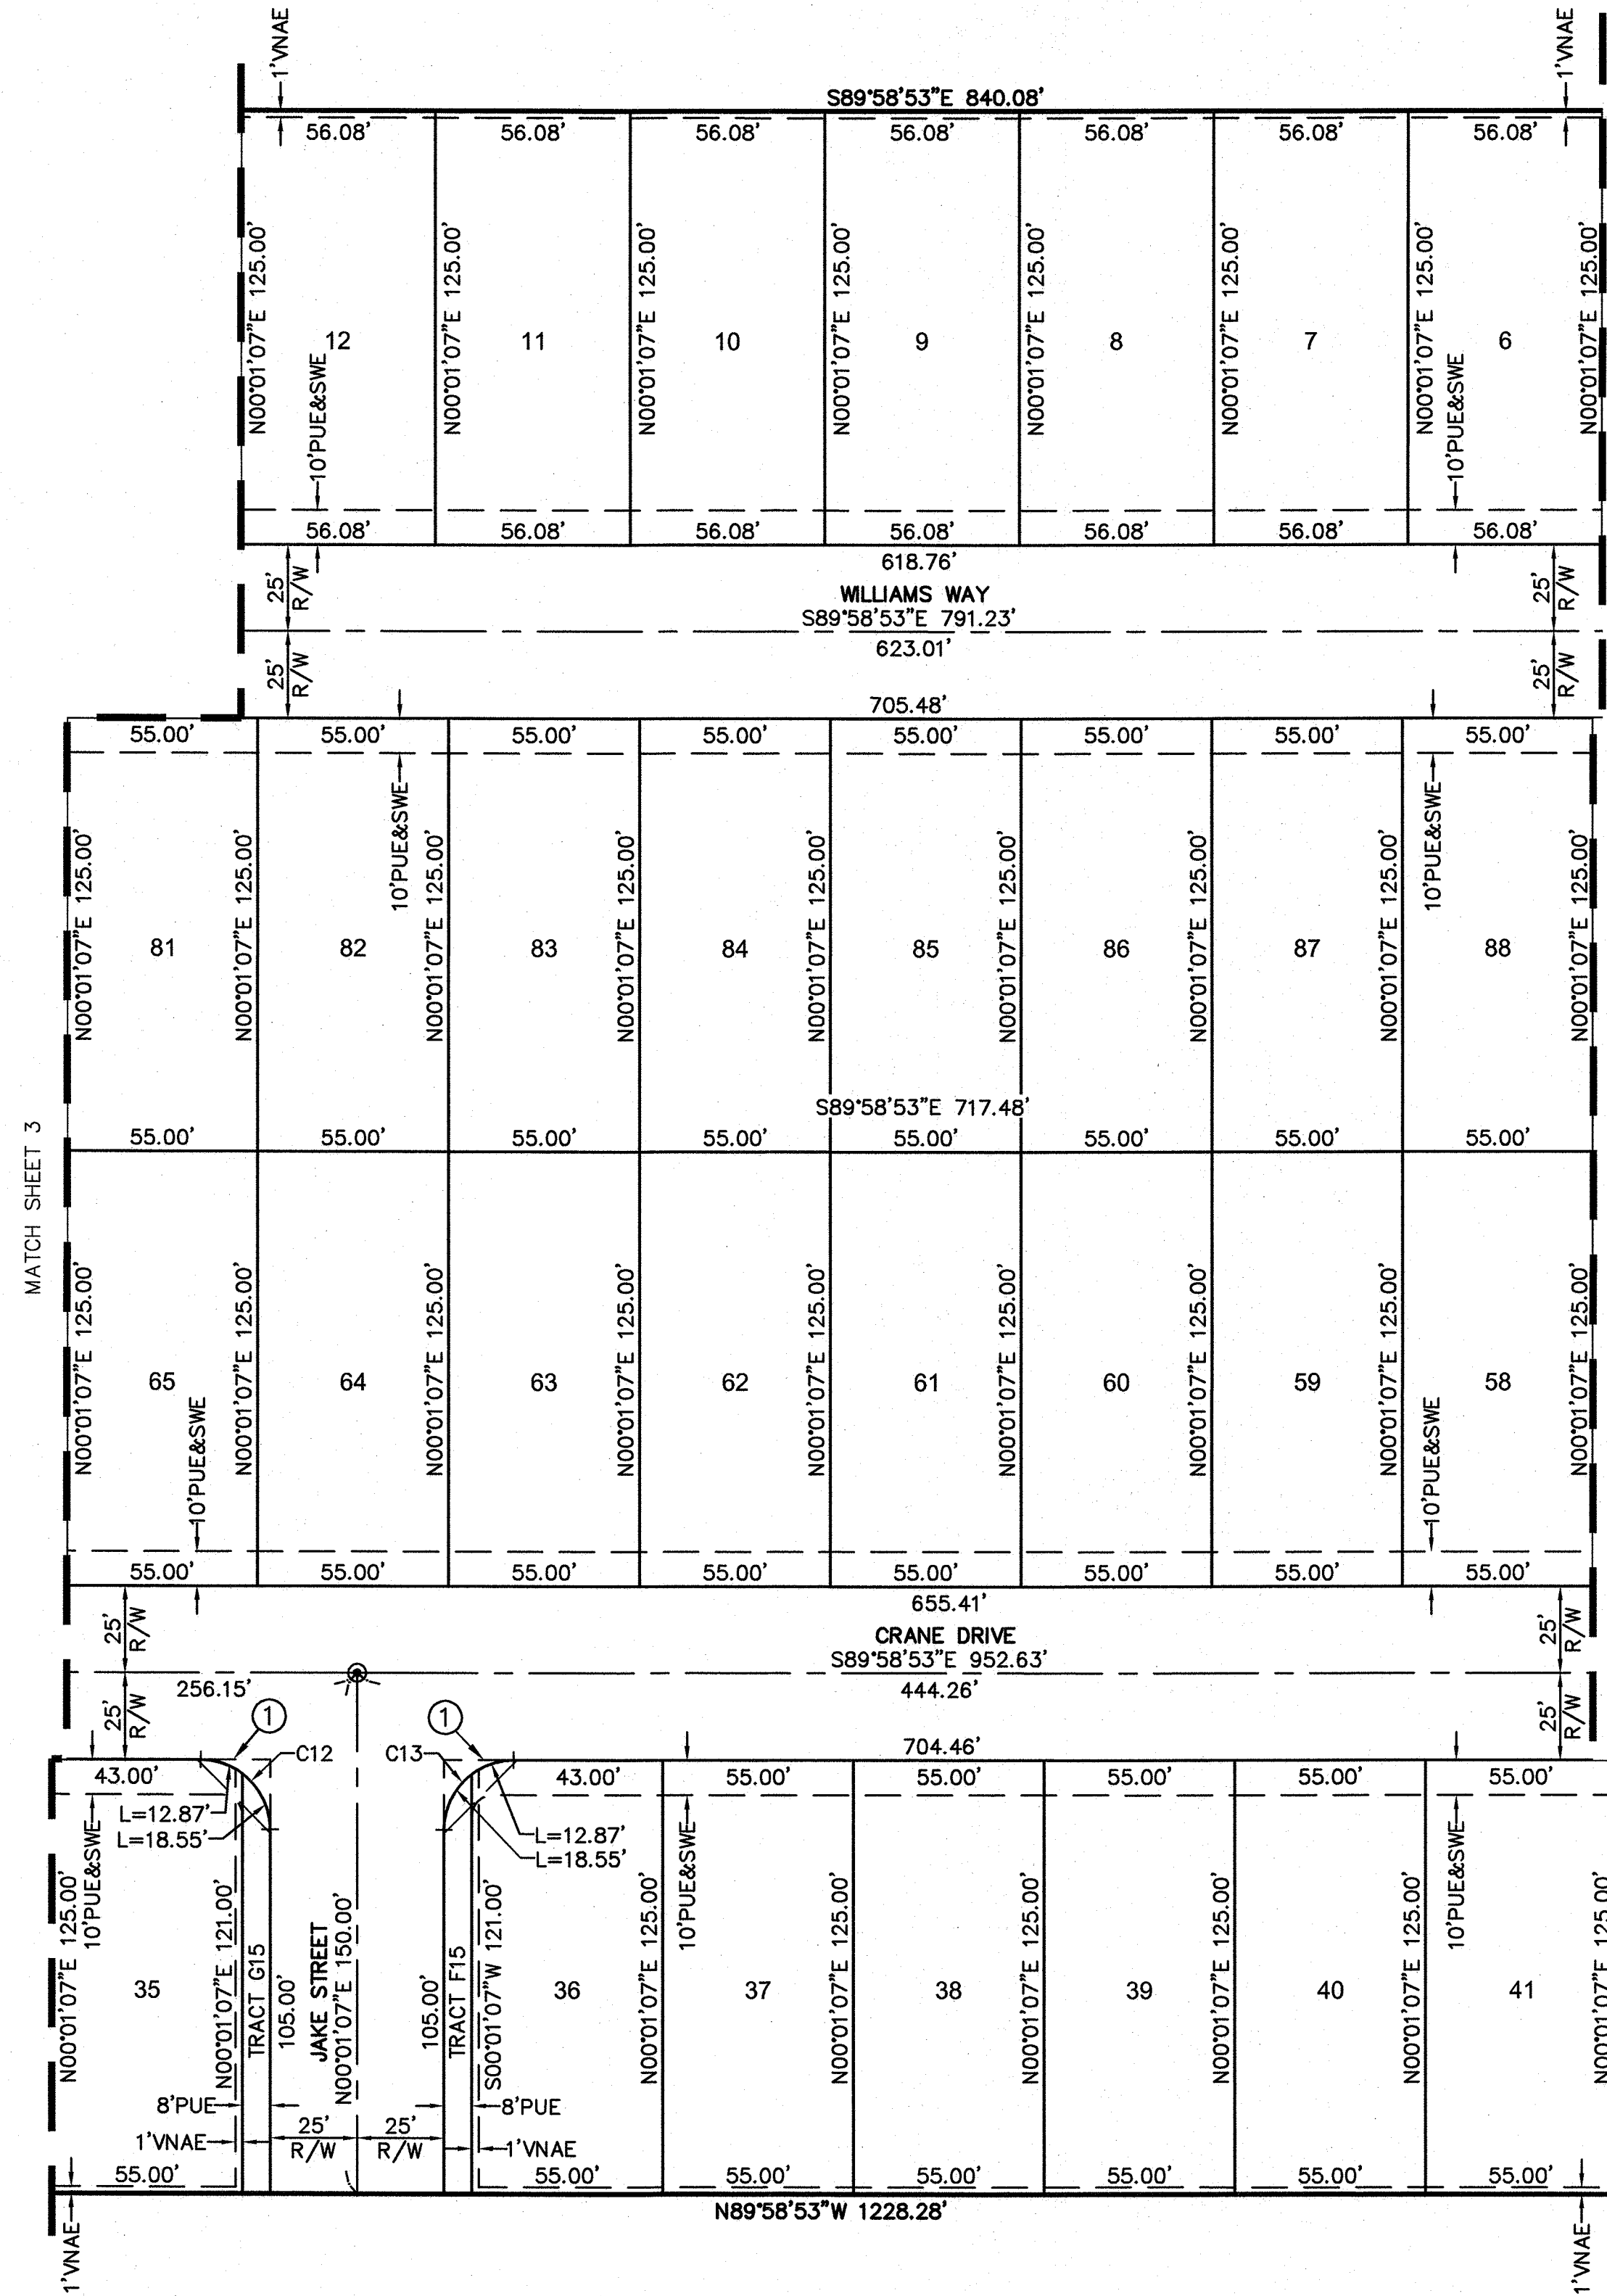 1'VNAE
1'VNAE
S89°58'53"E 840.08'
56.08' 56.08' 56.08' 56.08' 56.08' 56.08' 56.08'
N00°01'07"E 125.00' N00°01'07"E 125.00' N00°01'07"E 125.00' N00°01'07"E 125.00' N00°01'07"E 125.00' N00°01'07"E 125.00' N00°01'07"E 125.00' N00°01'07"E 125.00'
12 11 10 9 8 7 6
10'PUE&SWE 10'PUE&SWE
56.08' 56.08' 56.08' 56.08' 56.08' 56.08' 56.08'
618.76'
25' R/W 25' R/W
WILLIAMS WAY
S89°58'53"E 791.23'
623.01'
25' R/W 25' R/W
705.48'
55.00' 55.00' 55.00' 55.00' 55.00' 55.00' 55.00' 55.00'
10'PUE&SWE 10'PUE&SWE
N00°01'07"E 125.00' N00°01'07"E 125.00' N00°01'07"E 125.00' N00°01'07"E 125.00' N00°01'07"E 125.00' N00°01'07"E 125.00' N00°01'07"E 125.00' N00°01'07"E 125.00' N00°01'07"E 125.00'
81 82 83 84 85 86 87 88
S89°58'53"E 717.48'
MATCH SHEET 3
55.00' 55.00' 55.00' 55.00' 55.00' 55.00' 55.00' 55.00'
N00°01'07"E 125.00' N00°01'07"E 125.00' N00°01'07"E 125.00' N00°01'07"E 125.00' N00°01'07"E 125.00' N00°01'07"E 125.00' N00°01'07"E 125.00' N00°01'07"E 125.00' N00°01'07"E 125.00'
65 64 63 62 61 60 59 58
10'PUE&SWE 10'PUE&SWE
55.00' 55.00' 55.00' 55.00' 55.00' 55.00' 55.00' 55.00'
655.41'
25' R/W 25' R/W
CRANE DRIVE
S89°58'53"E 952.63'
256.15' 444.26'
25' R/W 25' R/W
1 1
C12 C13
704.46'
43.00' 43.00' 55.00' 55.00' 55.00' 55.00' 55.00'
L=12.87' L=12.87'
L=18.55' L=18.55'
10'PUE&SWE 10'PUE&SWE 10'PUE&SWE
N00°01'07"E 125.00' N00°01'07"E 121.00' TRACT G15 105.00' JAKE STREET N00°01'07"E 150.00' 105.00' TRACT F15 S00°01'07"W 121.00' N00°01'07"E 125.00' N00°01'07"E 125.00' N00°01'07"E 125.00' N00°01'07"E 125.00' N00°01'07"E 125.00' N00°01'07"E 125.00'
35 36 37 38 39 40 41
8'PUE 8'PUE
25' R/W 25' R/W
1'VNAE 1'VNAE
55.00' 55.00' 55.00' 55.00' 55.00' 55.00' 55.00'
N89°58'53"W 1228.28'
1'VNAE 1'VNAE